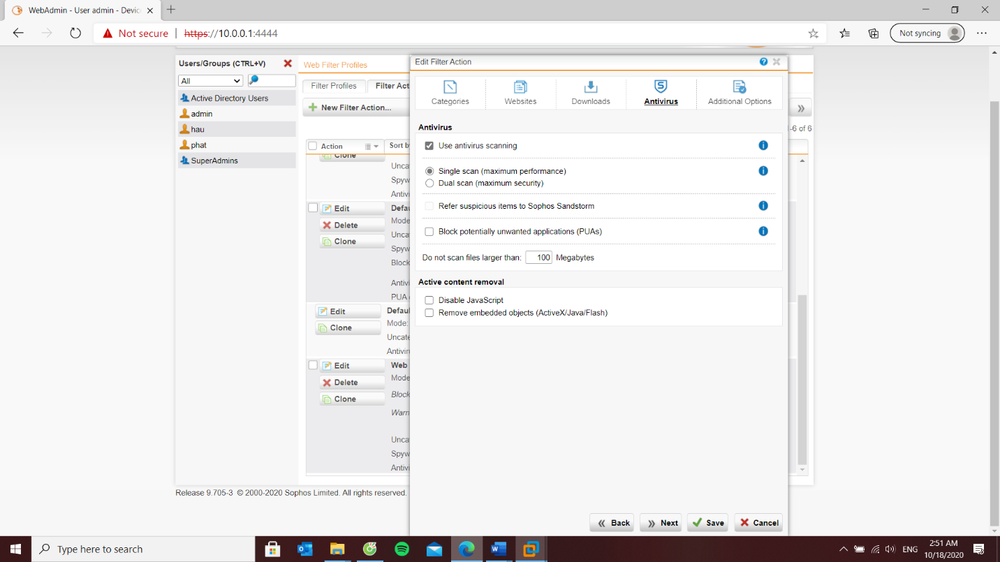 WebAdmin - User admin - Devic
Not secure
https://10.0.0.1:4444
Not syncing
Users/Groups (CTRL+V)
All
Active Directory Users
admin
hau
phat
SuperAdmins
Web Filter Profiles
Filter Profiles
Filter Act
New Filter Action...
-6 of 6
Action
Sort b
Clone
Unca
Spyw
Antivi
Edit
Defau
Delete
Mode
Clone
Unca
Spyw
Block
Antivi
PUA
Edit
Defaul
Clone
Mode:
Uncate
Antiviru
Edit
Web
Delete
Mode
Clone
Block
Warn
Unca
Spyw
Antivi
Edit Filter Action
Categories
Websites
Downloads
Antivirus
Additional Options
Antivirus
Use antivirus scanning
Single scan (maximum performance)
Dual scan (maximum security)
Refer suspicious items to Sophos Sandstorm
Block potentially unwanted applications (PUAs)
Do not scan files larger than: 100 Megabytes
Active content removal
Disable JavaScript
Remove embedded objects (ActiveX/Java/Flash)
Back
Next
Save
Cancel
Release 9.705-3 © 2000-2020 Sophos Limited. All rights reserved.
Type here to search
ENG
2:51 AM
10/18/2020